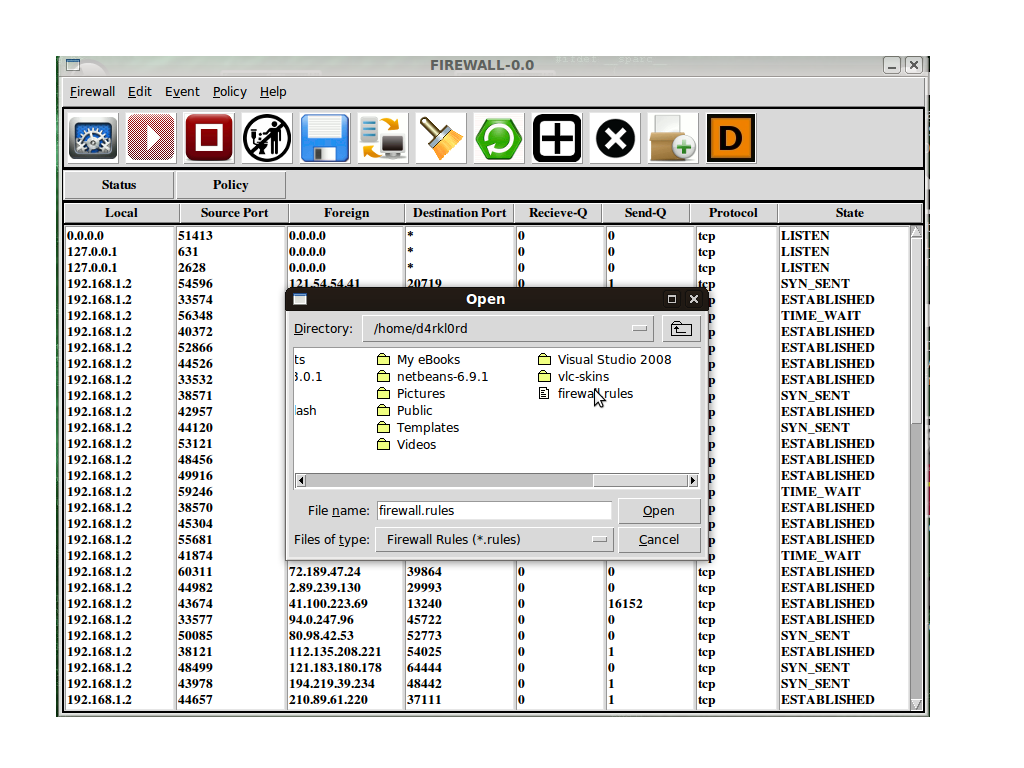 FIREWALL-0.0
Firewall Edit Event Policy Help
D
Status Policy
Local Source Port Foreign Destination Port Recieve-Q Send-Q Protocol State
0.0.0.0 51413 0.0.0.0 * 0 0 tcp LISTEN
127.0.0.1 631 0.0.0.0 * 0 0 tcp LISTEN
127.0.0.1 2628 0.0.0.0 * 0 0 tcp LISTEN
192.168.1.2 54596 121.54.54.41 20719 0 1 tcp SYN_SENT
192.168.1.2 33574 p ESTABLISHED
192.168.1.2 56348 p TIME_WAIT
192.168.1.2 40372 p ESTABLISHED
192.168.1.2 52866 p ESTABLISHED
192.168.1.2 44526 p ESTABLISHED
192.168.1.2 33532 p ESTABLISHED
192.168.1.2 38571 p SYN_SENT
192.168.1.2 42957 p ESTABLISHED
192.168.1.2 44120 p SYN_SENT
192.168.1.2 53121 p ESTABLISHED
192.168.1.2 48456 p ESTABLISHED
192.168.1.2 49916 p ESTABLISHED
192.168.1.2 59246 p TIME_WAIT
192.168.1.2 38570 p ESTABLISHED
192.168.1.2 45304 p ESTABLISHED
192.168.1.2 55681 p ESTABLISHED
192.168.1.2 41874 p TIME_WAIT
192.168.1.2 60311 72.189.47.24 39864 0 0 tcp ESTABLISHED
192.168.1.2 44982 2.89.239.130 29993 0 0 tcp ESTABLISHED
192.168.1.2 43674 41.100.223.69 13240 0 16152 tcp ESTABLISHED
192.168.1.2 33577 94.0.247.96 45722 0 0 tcp ESTABLISHED
192.168.1.2 50085 80.98.42.53 52773 0 0 tcp SYN_SENT
192.168.1.2 38121 112.135.208.221 54025 0 1 tcp ESTABLISHED
192.168.1.2 48499 121.183.180.178 64444 0 0 tcp SYN_SENT
192.168.1.2 43978 194.219.39.234 48442 0 1 tcp SYN_SENT
192.168.1.2 44657 210.89.61.220 37111 0 1 tcp ESTABLISHED
Open
Directory: /home/d4rkl0rd
ts My eBooks Visual Studio 2008
3.0.1 netbeans-6.9.1 vlc-skins
Pictures firewall.rules
lash Public
Templates
Videos
File name: firewall.rules Open
Files of type: Firewall Rules (*.rules) Cancel